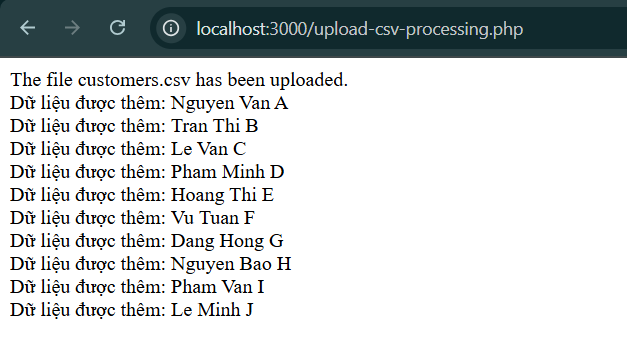 localhost:3000/upload-csv-processing.php
The file customers.csv has been uploaded.
Dữ liệu được thêm: Nguyen Van A
Dữ liệu được thêm: Tran Thi B
Dữ liệu được thêm: Le Van C
Dữ liệu được thêm: Pham Minh D
Dữ liệu được thêm: Hoang Thi E
Dữ liệu được thêm: Vu Tuan F
Dữ liệu được thêm: Dang Hong G
Dữ liệu được thêm: Nguyen Bao H
Dữ liệu được thêm: Pham Van I
Dữ liệu được thêm: Le Minh J